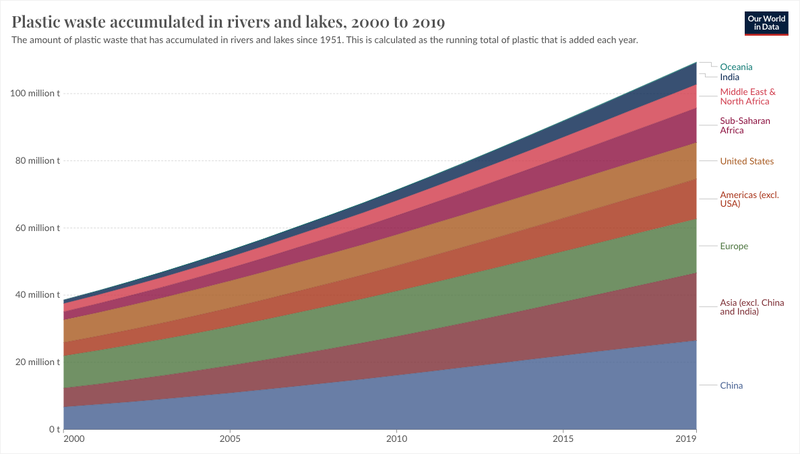 Plastic waste accumulated in rivers and lakes, 2000 to 2019
The amount of plastic waste that has accumulated in rivers and lakes since 1951. This is calculated as the running total of plastic that is added each year.
Our World
in Data
100 million t
80 million t
60 million t
40 million t
20 million t
0 t
2000
2005
2010
2015
2019
Oceania
India
Middle East &
North Africa
Sub-Saharan
Africa
United States
Americas (excl.
USA)
Europe
Asia (excl. China
and India)
China